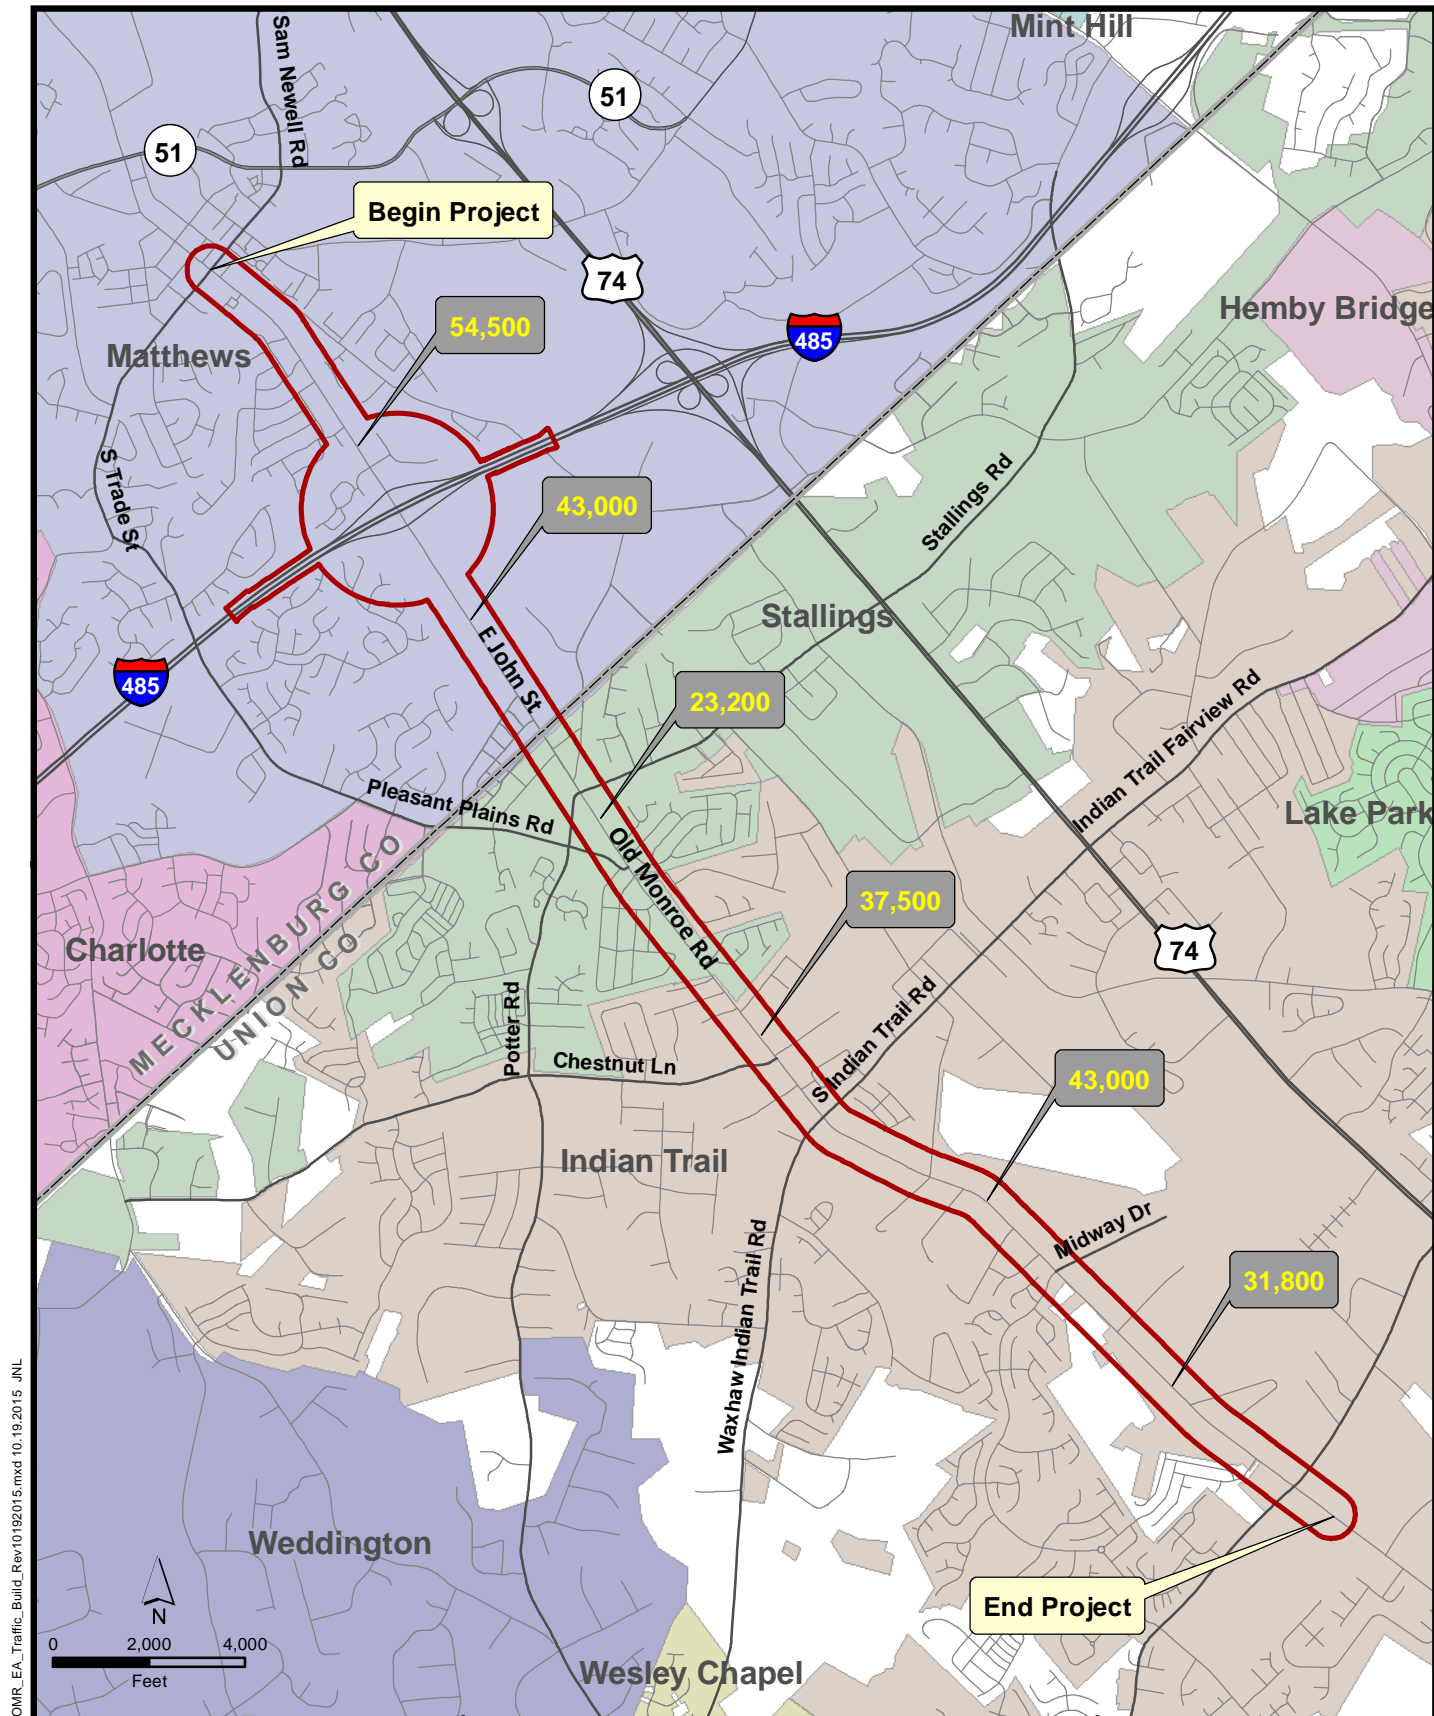 Mint Hill
Sam Newell Rd
51
51
Begin Project
74
Hemby Bridge
54,500
485
Matthews
S Trade St
Stallings Rd
43,000
Stallings
E John St
485
23,200
Indian Trail Fairview Rd
Pleasant Plains Rd
Lake Park
Old Monroe Rd
MECKLENBURG CO
UNION CO
37,500
Charlotte
74
S Indian Trail Rd
Potter Rd
Chestnut Ln
43,000
Indian Trail
Midway Dr
Waxhaw Indian Trail Rd
31,800
Weddington
End Project
N
0 2,000 4,000
Feet
Wesley Chapel
OMR_EA_Traffic_Build_Rev10192015.mxd 10.19.2015 JNL